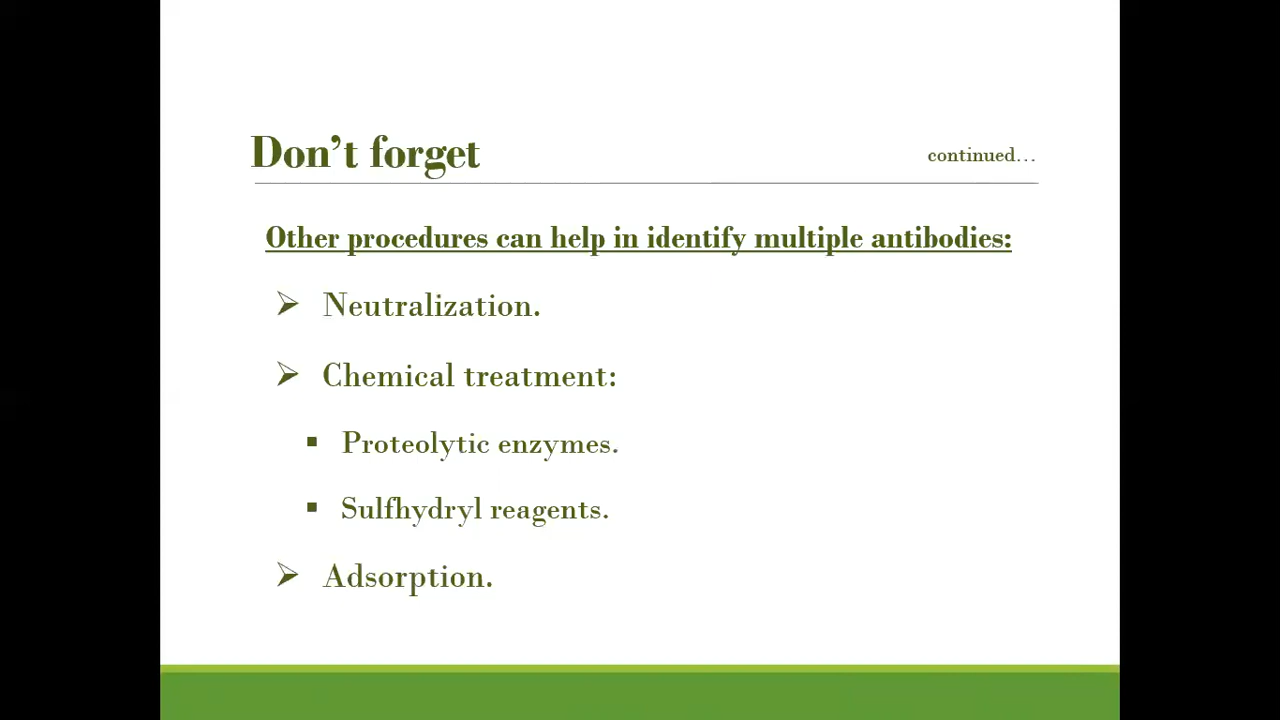 Don't forget
continued...
Other procedures can help in identify multiple antibodies:
➢ Neutralization.
➢ Chemical treatment:
▪ Proteolytic enzymes.
▪ Sulfhydryl reagents.
➢ Adsorption.